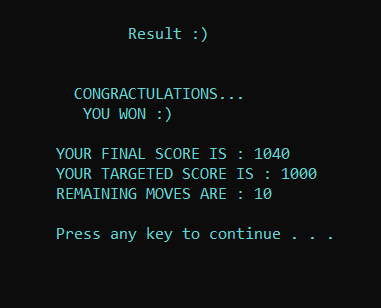 Result :)
CONGRACTULATIONS...
YOU WON :)
YOUR FINAL SCORE IS : 1040
YOUR TARGETED SCORE IS : 1000
REMAINING MOVES ARE : 10
Press any key to continue . . .